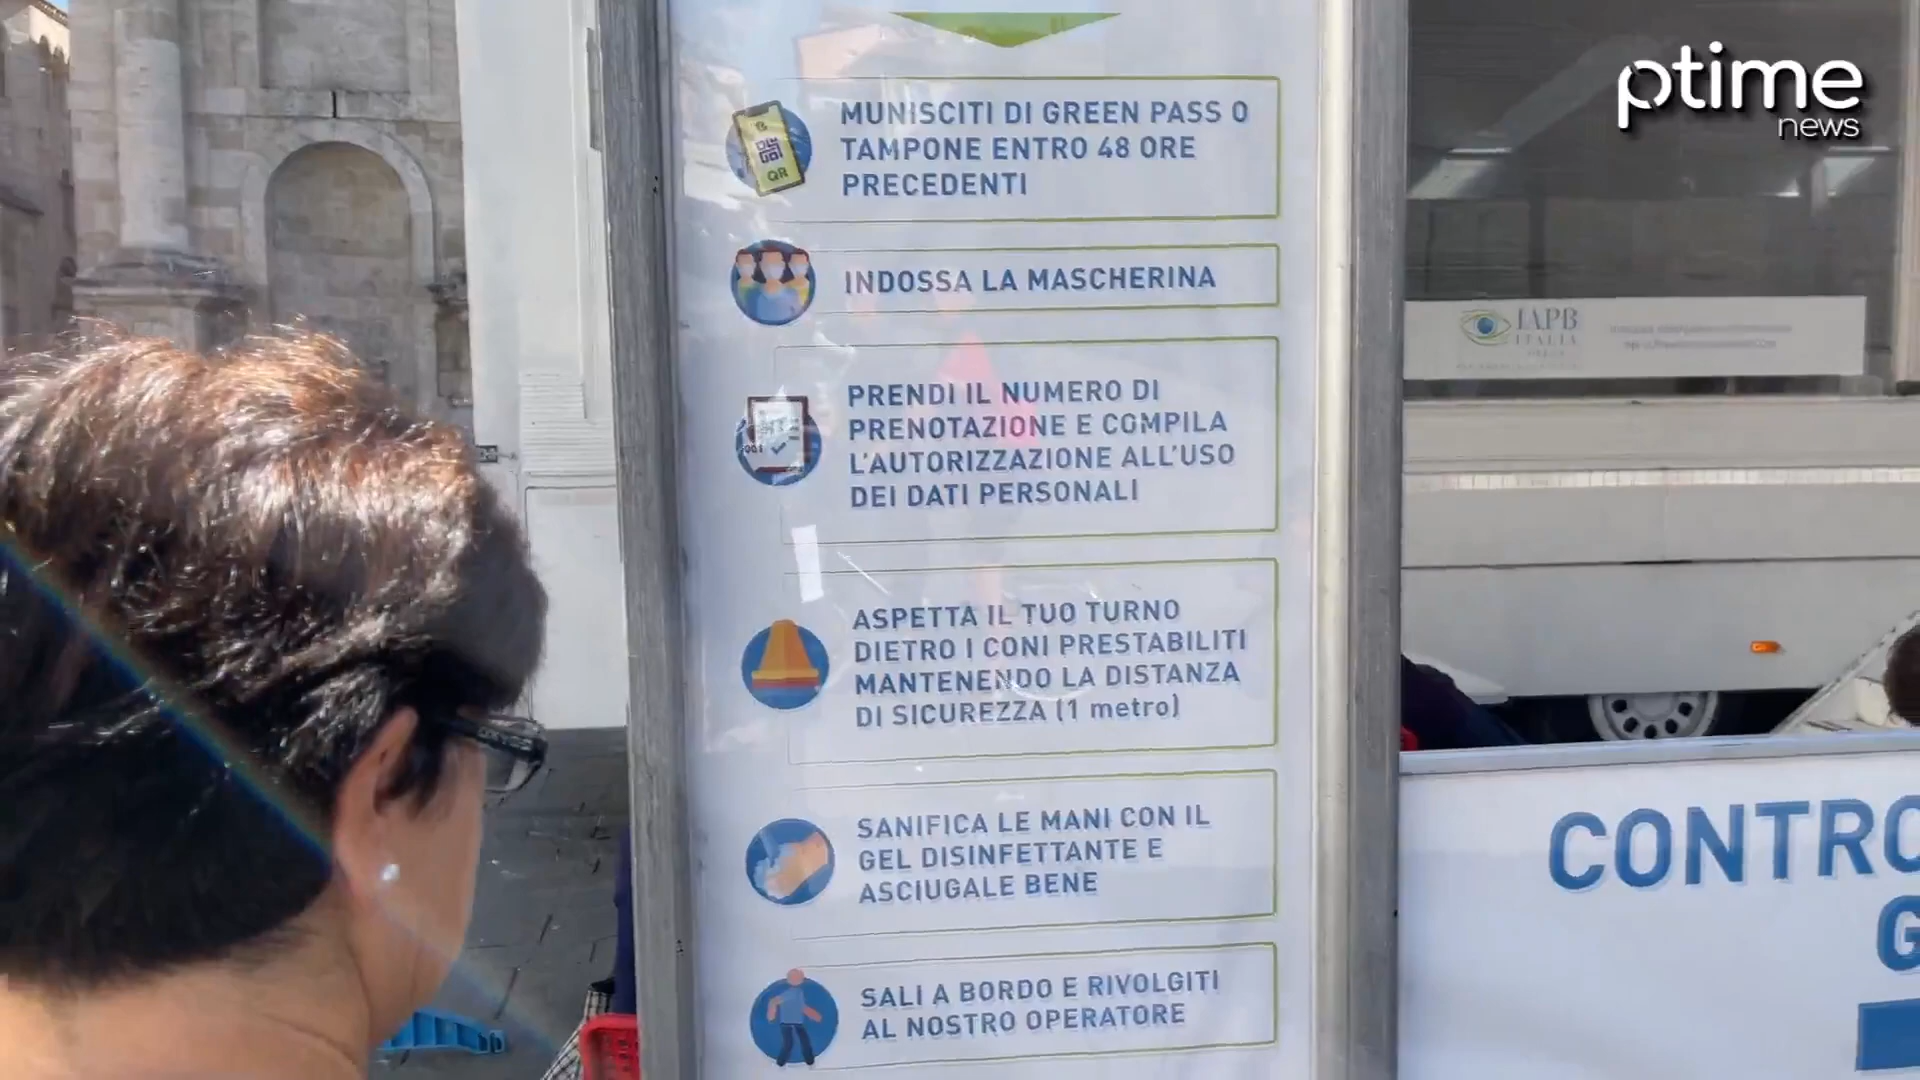 ptime
news
MUNISCITI DI GREEN PASS O
TAMPONE ENTRO 48 ORE
PRECEDENTI
QR
INDOSSA LA MASCHERINA
PRENDI IL NUMERO DI
PRENOTAZIONE E COMPILA
L'AUTORIZZAZIONE ALL'USO
DEI DATI PERSONALI
ASPETTA IL TUO TURNO
DIETRO I CONI PRESTABILITI
MANTENENDO LA DISTANZA
DI SICUREZZA (1 metro)
SANIFICA LE MANI CON IL
GEL DISINFETTANTE E
ASCIUGALE BENE
SALI A BORDO E RIVOLGITI
AL NOSTRO OPERATORE
IAPB
ITALIA
CONTRO
G